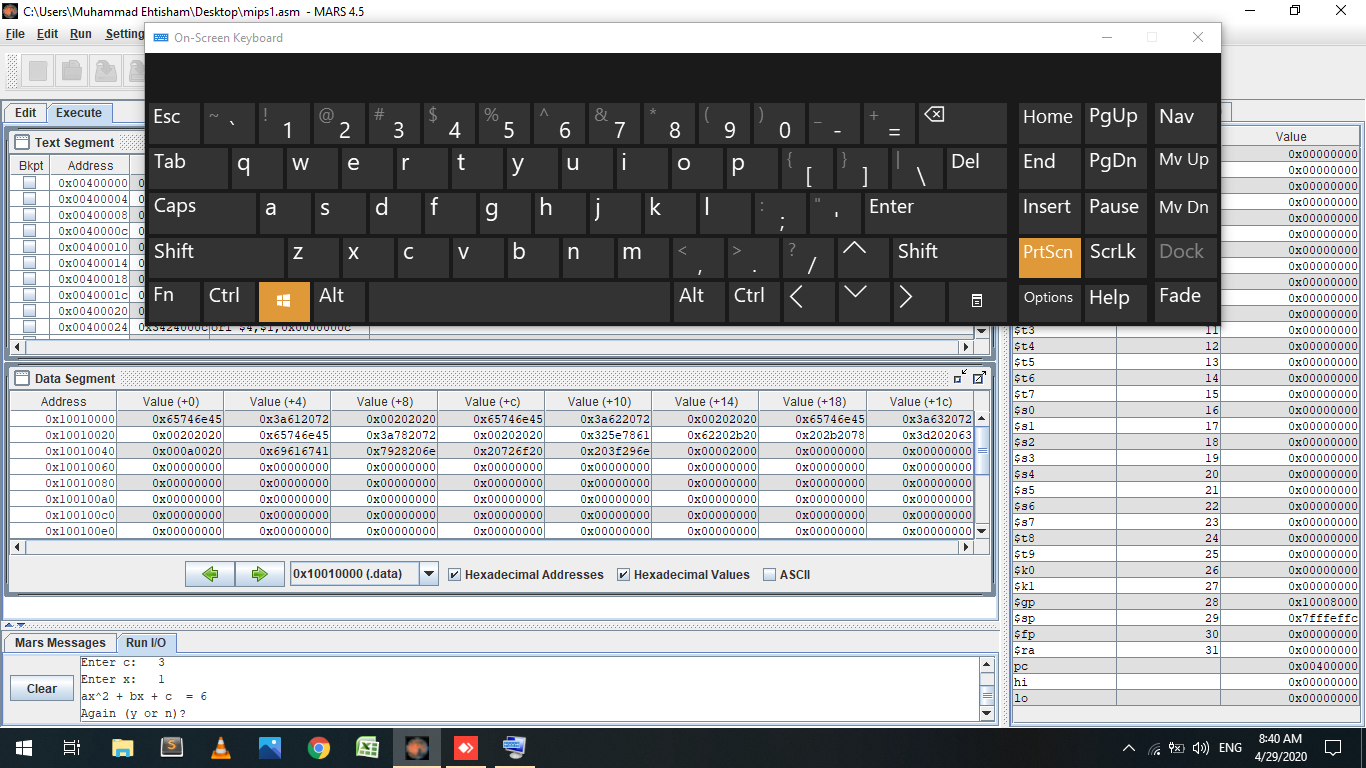 C:\Users\Muhammad Ehtisham\Desktop\mips1.asm - MARS 4.5
File Edit Run Setting
On-Screen Keyboard
Esc ~ ` ! 1 @ 2 # 3 $ 4 % 5 ^ 6 & 7 * 8 ( 9 ) 0 _ - + = Home PgUp Nav
Tab q w e r t y u i o p { [ } ] | \ Del End PgDn Mv Up
Caps a s d f g h j k l : ; " ' Enter Insert Pause Mv Dn
Shift z x c v b n m < , > . ? / Shift PrtScn ScrLk Dock
Fn Ctrl Alt Alt Ctrl Options Help Fade
Edit Execute
Text Segment
Bkpt Address
0x00400000
0x00400004
0x00400008
0x0040000c
0x00400010
0x00400014
0x00400018
0x0040001c
0x00400020
0x00400024 0x3424000c ori $4,$1,0x0000000c
Data Segment
Address Value (+0) Value (+4) Value (+8) Value (+c) Value (+10) Value (+14) Value (+18) Value (+1c)
0x10010000 0x65746e45 0x3a612072 0x00202020 0x65746e45 0x3a622072 0x00202020 0x65746e45 0x3a632072
0x10010020 0x00202020 0x65746e45 0x3a782072 0x00202020 0x325e7861 0x62202b20 0x202b2078 0x3d202063
0x10010040 0x000a0020 0x69616741 0x7928206e 0x20726f20 0x203f296e 0x00002000 0x00000000 0x00000000
0x10010060 0x00000000 0x00000000 0x00000000 0x00000000 0x00000000 0x00000000 0x00000000 0x00000000
0x10010080 0x00000000 0x00000000 0x00000000 0x00000000 0x00000000 0x00000000 0x00000000 0x00000000
0x100100a0 0x00000000 0x00000000 0x00000000 0x00000000 0x00000000 0x00000000 0x00000000 0x00000000
0x100100c0 0x00000000 0x00000000 0x00000000 0x00000000 0x00000000 0x00000000 0x00000000 0x00000000
0x100100e0 0x00000000 0x00000000 0x00000000 0x00000000 0x00000000 0x00000000 0x00000000 0x00000000
0x10010000 (.data) Hexadecimal Addresses Hexadecimal Values ASCII
Mars Messages Run I/O
Clear
Enter c: 3
Enter x: 1
ax^2 + bx + c = 6
Again (y or n)?
Value
0x00000000
0x00000000
0x00000000
0x00000000
0x00000000
0x00000000
0x00000000
0x00000000
0x00000000
0x00000000
0x00000000
$t3 11 0x00000000
$t4 12 0x00000000
$t5 13 0x00000000
$t6 14 0x00000000
$t7 15 0x00000000
$s0 16 0x00000000
$s1 17 0x00000000
$s2 18 0x00000000
$s3 19 0x00000000
$s4 20 0x00000000
$s5 21 0x00000000
$s6 22 0x00000000
$s7 23 0x00000000
$t8 24 0x00000000
$t9 25 0x00000000
$k0 26 0x00000000
$k1 27 0x00000000
$gp 28 0x10008000
$sp 29 0x7fffeffc
$fp 30 0x00000000
$ra 31 0x00000000
pc 0x00400000
hi 0x00000000
lo 0x00000000
ENG
8:40 AM
4/29/2020